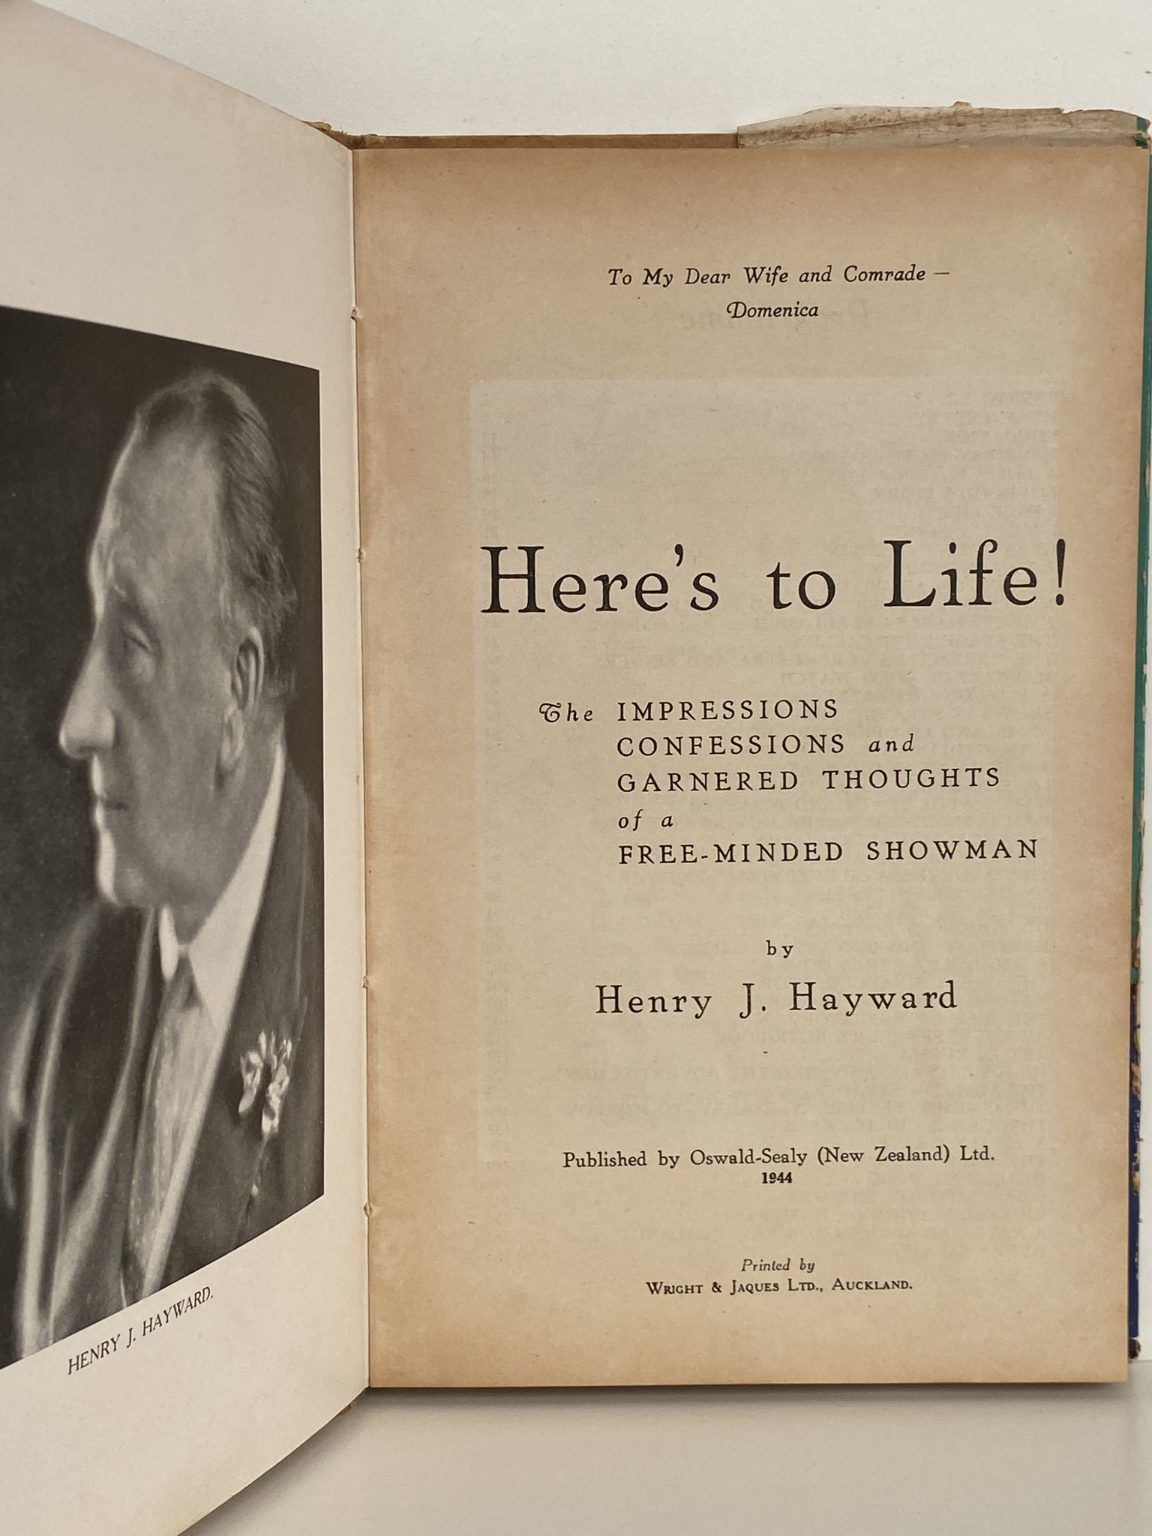 HENRY J. HAYWARD.
To My Dear Wife and Comrade —
Domenica
Here's to Life!
The IMPRESSIONS
CONFESSIONS and
GARNERED THOUGHTS
of a
FREE-MINDED SHOWMAN
by
Henry J. Hayward
Published by Oswald-Sealy (New Zealand) Ltd.
1944
Printed by
WRIGHT & JAQUES LTD., AUCKLAND.